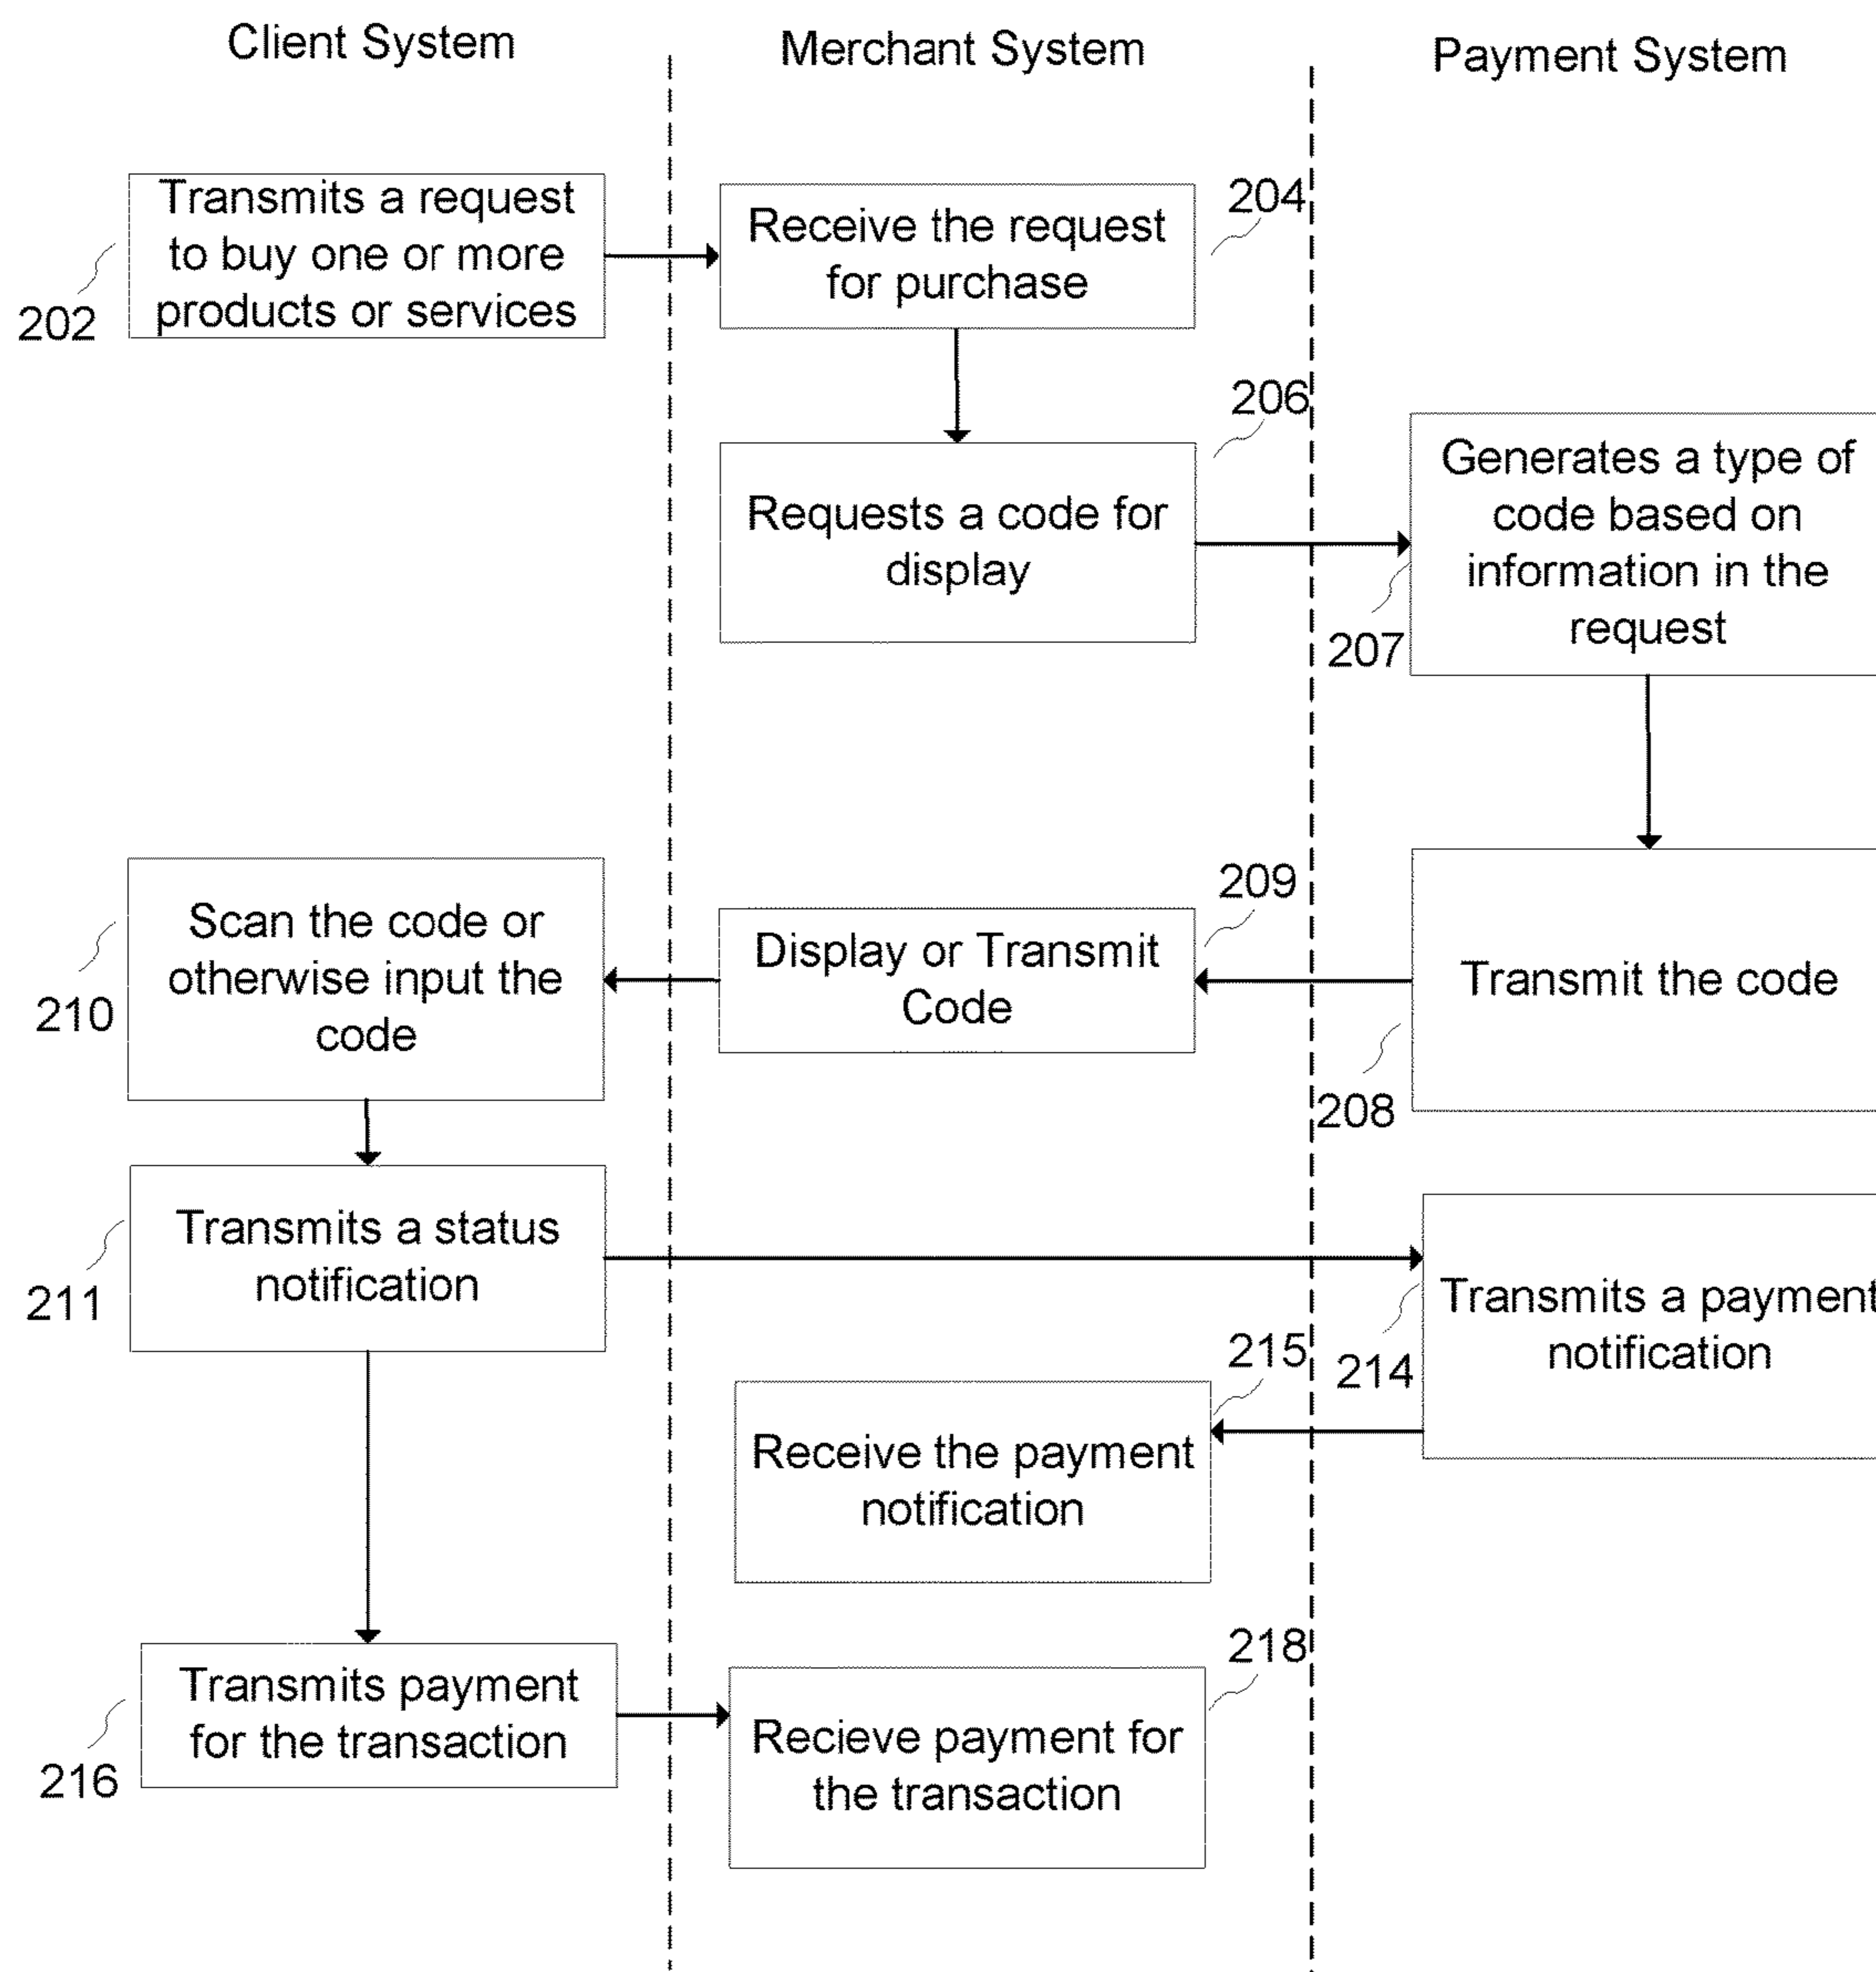 Client System
Merchant System
Payment System
Transmits a request
to buy one or more
products or services
202
Receive the request
for purchase
204
206
Requests a code for
display
Generates a type of
code based on
information in the
request
207
Scan the code or
otherwise input the
code
210
209
Display or Transmit
Code
Transmit the code
208
Transmits a status
notification
211
Transmits a payment
notification
214
215
Receive the payment
notification
Transmits payment
for the transaction
216
218
Recieve payment for
the transaction